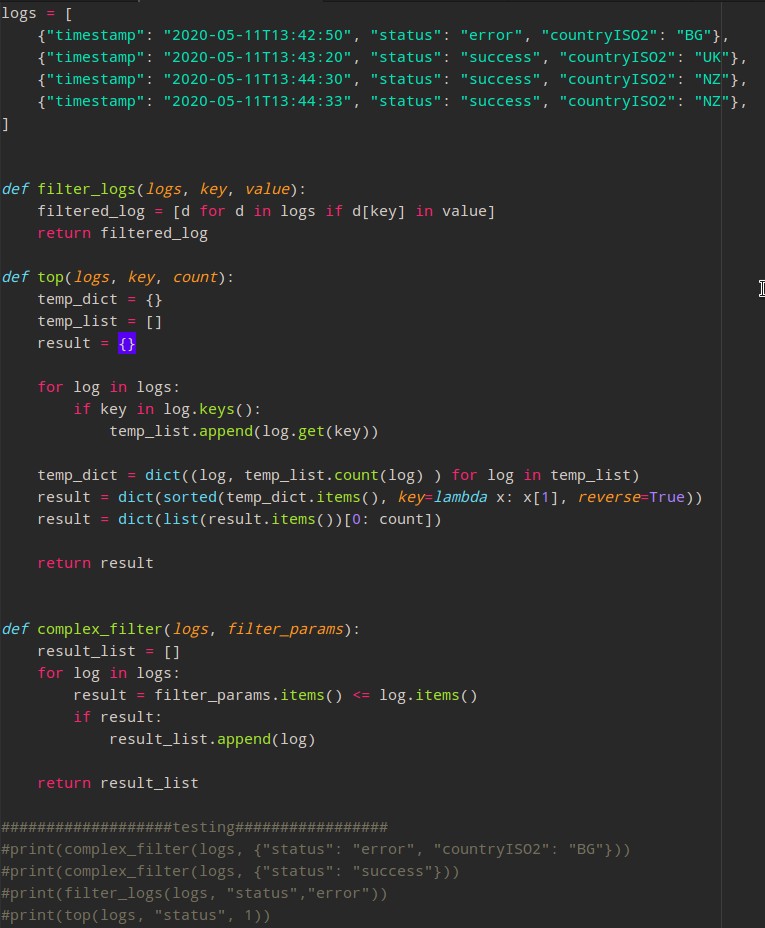 logs = [
    {"timestamp": "2020-05-11T13:42:50", "status": "error", "countryISO2": "BG"},
    {"timestamp": "2020-05-11T13:43:20", "status": "success", "countryISO2": "UK"},
    {"timestamp": "2020-05-11T13:44:30", "status": "success", "countryISO2": "NZ"},
    {"timestamp": "2020-05-11T13:44:33", "status": "success", "countryISO2": "NZ"},
]
def filter_logs(logs, key, value):
    filtered_log = [d for d in logs if d[key] in value]
    return filtered_log
def top(logs, key, count):
    temp_dict = {}
    temp_list = []
    result = {}
    for log in logs:
        if key in log.keys():
            temp_list.append(log.get(key))
    temp_dict = dict((log, temp_list.count(log) ) for log in temp_list)
    result = dict(sorted(temp_dict.items(), key=lambda x: x[1], reverse=True))
    result = dict(list(result.items())[0: count])
    return result
def complex_filter(logs, filter_params):
    result_list = []
    for log in logs:
        result = filter_params.items() <= log.items()
        if result:
            result_list.append(log)
    return result_list
###################testing#################
#print(complex_filter(logs, {"status": "error", "countryISO2": "BG"}))
#print(complex_filter(logs, {"status": "success"}))
#print(filter_logs(logs, "status","error"))
#print(top(logs, "status", 1))